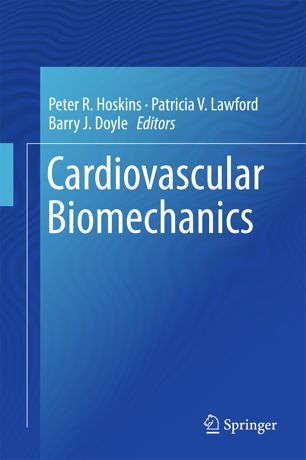 Peter R. Hoskins · Patricia V. Lawford
Barry J. Doyle Editors
Cardiovascular
Biomechanics
Springer